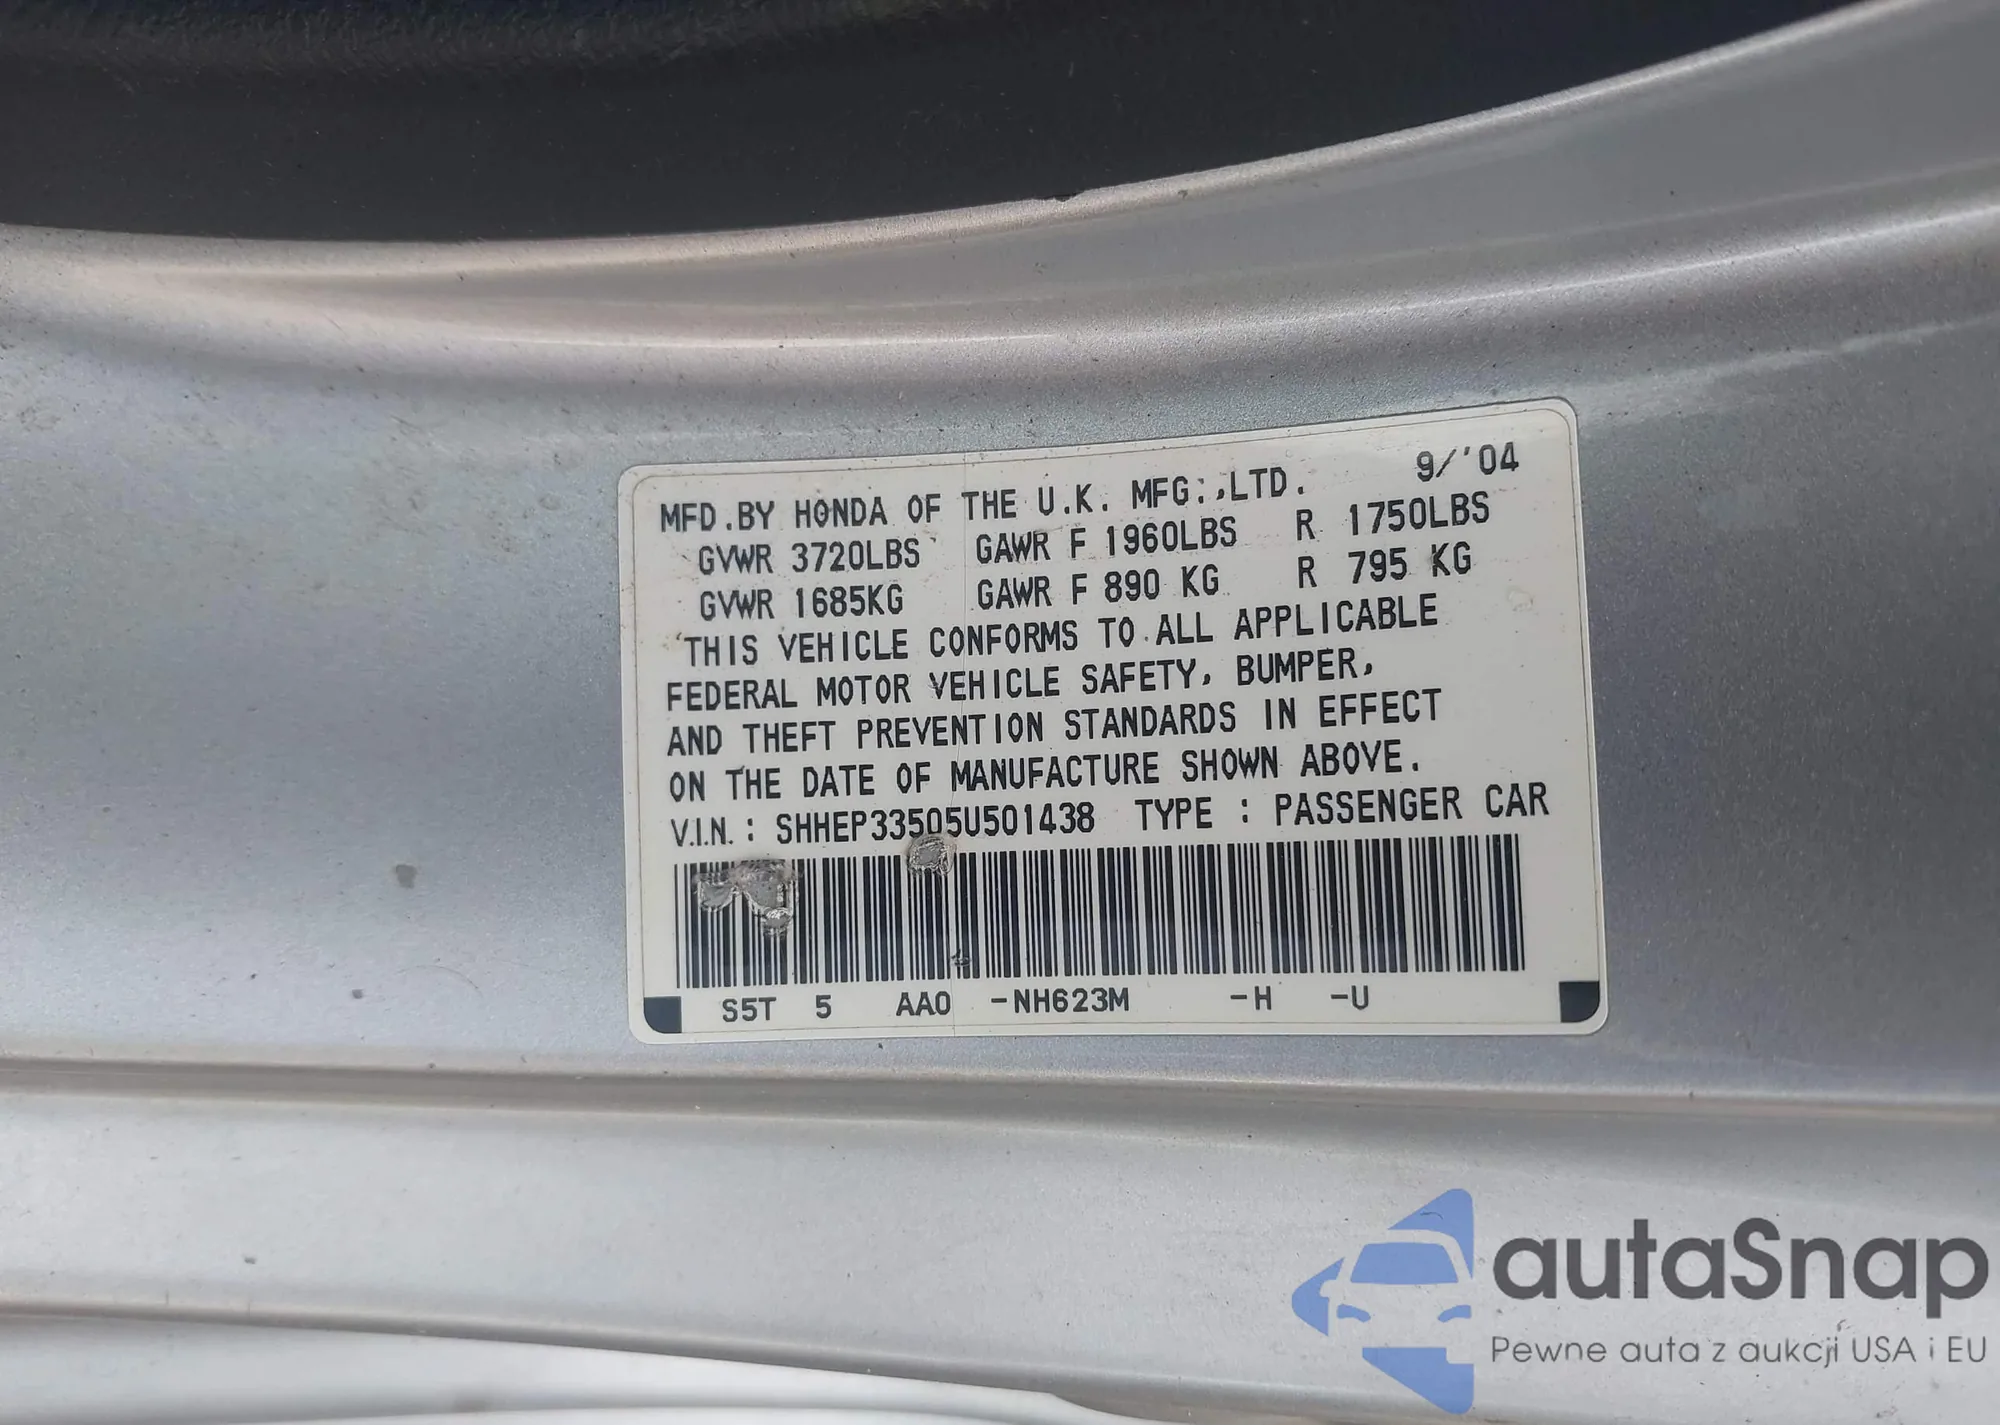 MFD.BY HONDA OF THE U.K. MFG.,LTD. 9/'04
GVWR 3720LBS GAWR F 1960LBS R 1750LBS
GVWR 1685KG GAWR F 890 KG R 795 KG
THIS VEHICLE CONFORMS TO ALL APPLICABLE
FEDERAL MOTOR VEHICLE SAFETY, BUMPER,
AND THEFT PREVENTION STANDARDS IN EFFECT
ON THE DATE OF MANUFACTURE SHOWN ABOVE.
V.I.N. : SHHEP33505U501438 TYPE : PASSENGER CAR
S5T 5 AA0 -NH623M -H -U
autaSnap
Pewne auta z aukcji USA i EU